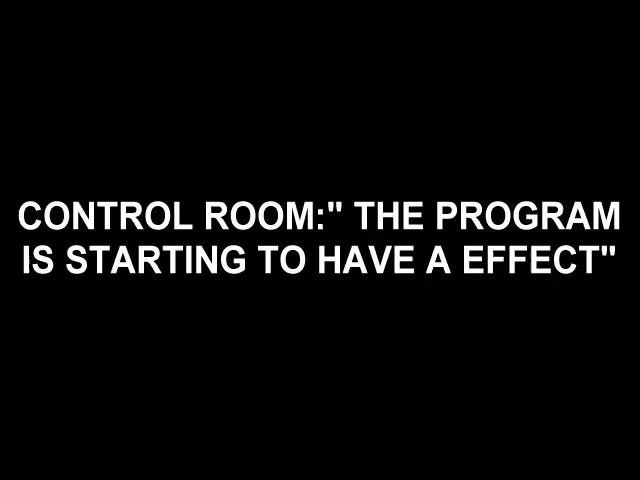 CONTROL ROOM:" THE PROGRAM
IS STARTING TO HAVE A EFFECT"